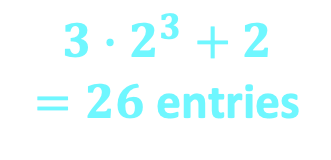 3 · 2³ + 2
= 26 entries